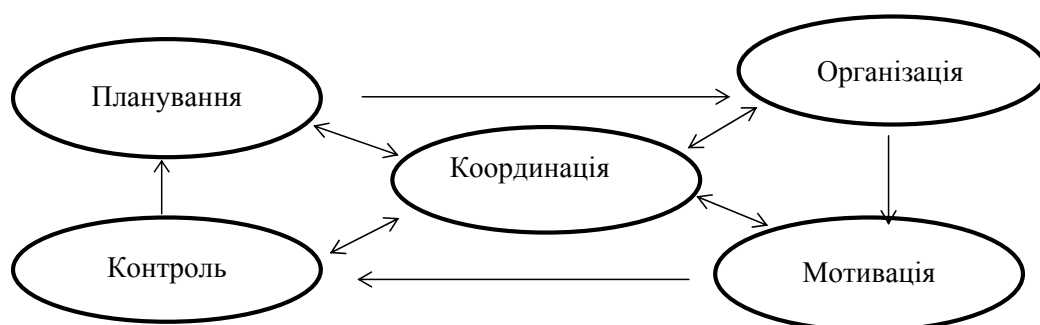 Планування
Організація
Координація
Контроль
Мотивація